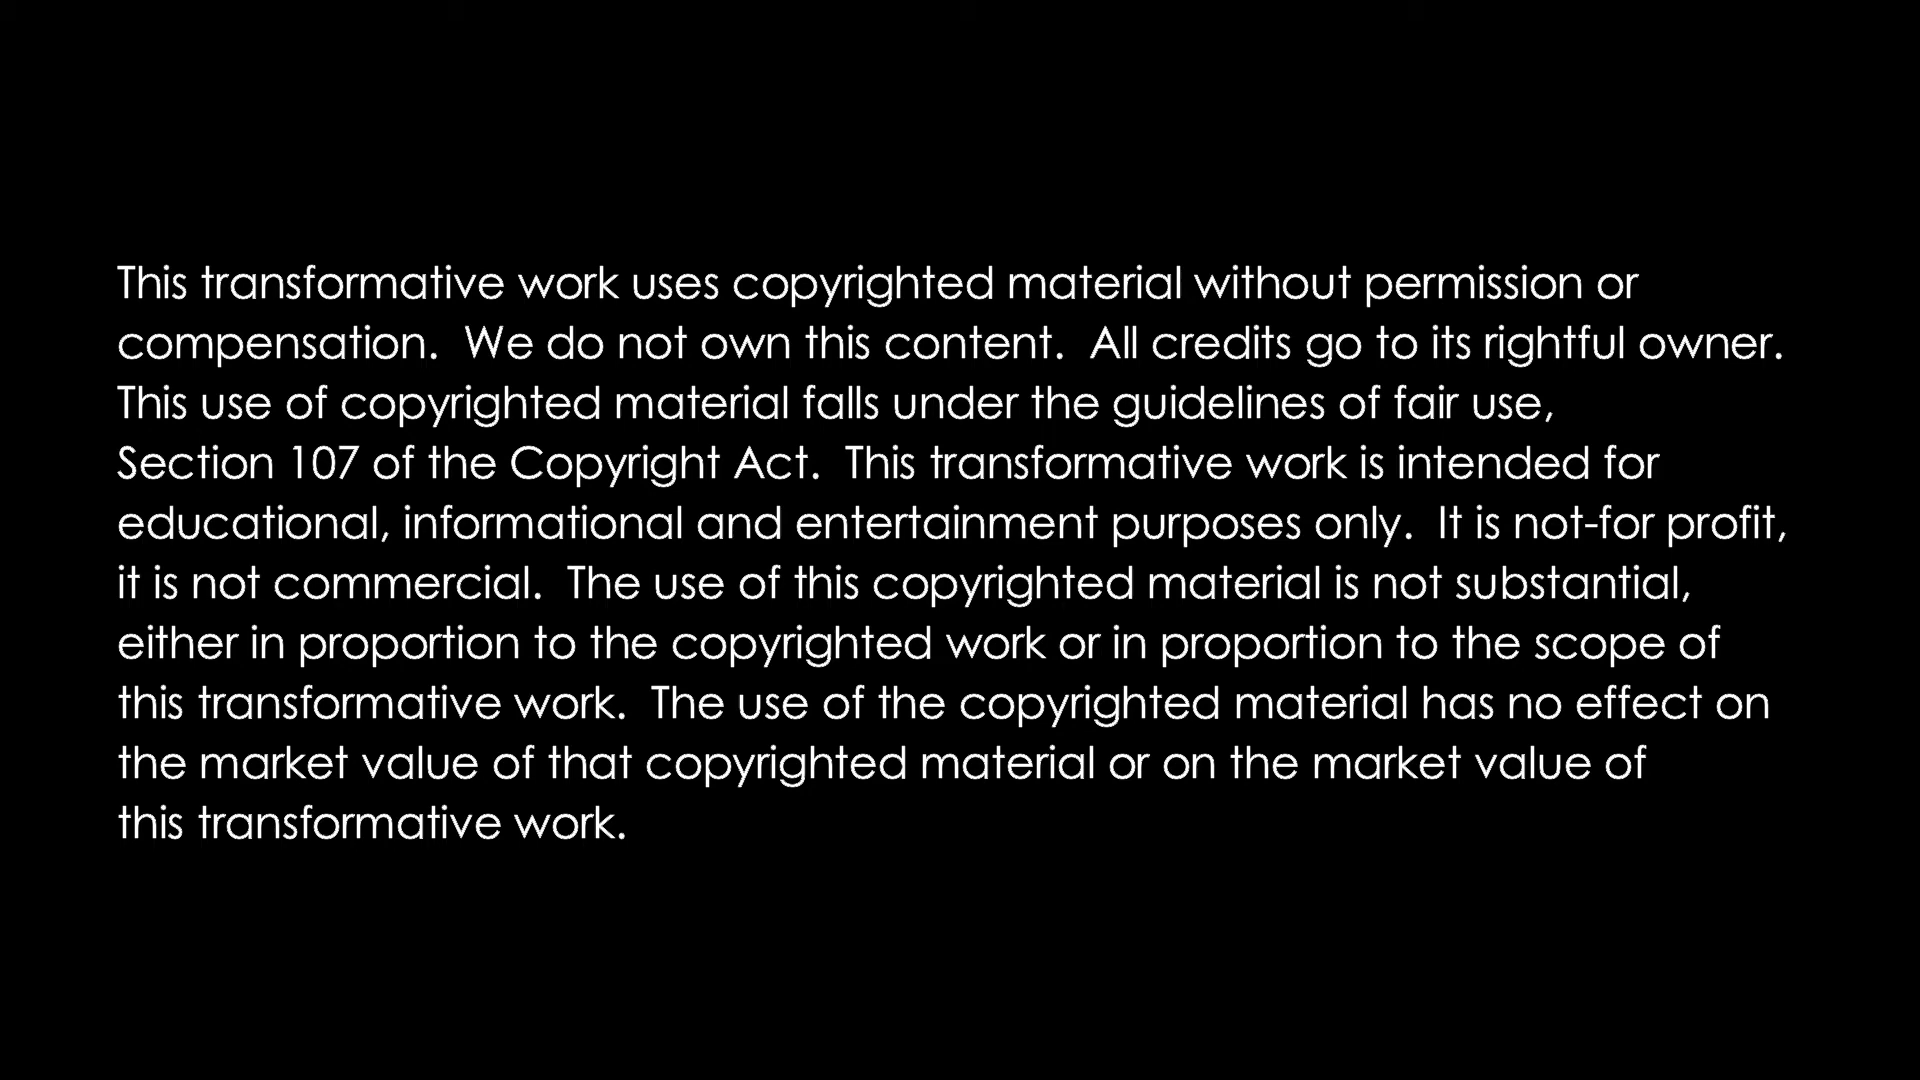 This transformative work uses copyrighted material without permission or
compensation.  We do not own this content.  All credits go to its rightful owner.
This use of copyrighted material falls under the guidelines of fair use,
Section 107 of the Copyright Act.  This transformative work is intended for
educational, informational and entertainment purposes only.  It is not-for profit,
it is not commercial.  The use of this copyrighted material is not substantial,
either in proportion to the copyrighted work or in proportion to the scope of
this transformative work.  The use of the copyrighted material has no effect on
the market value of that copyrighted material or on the market value of
this transformative work.